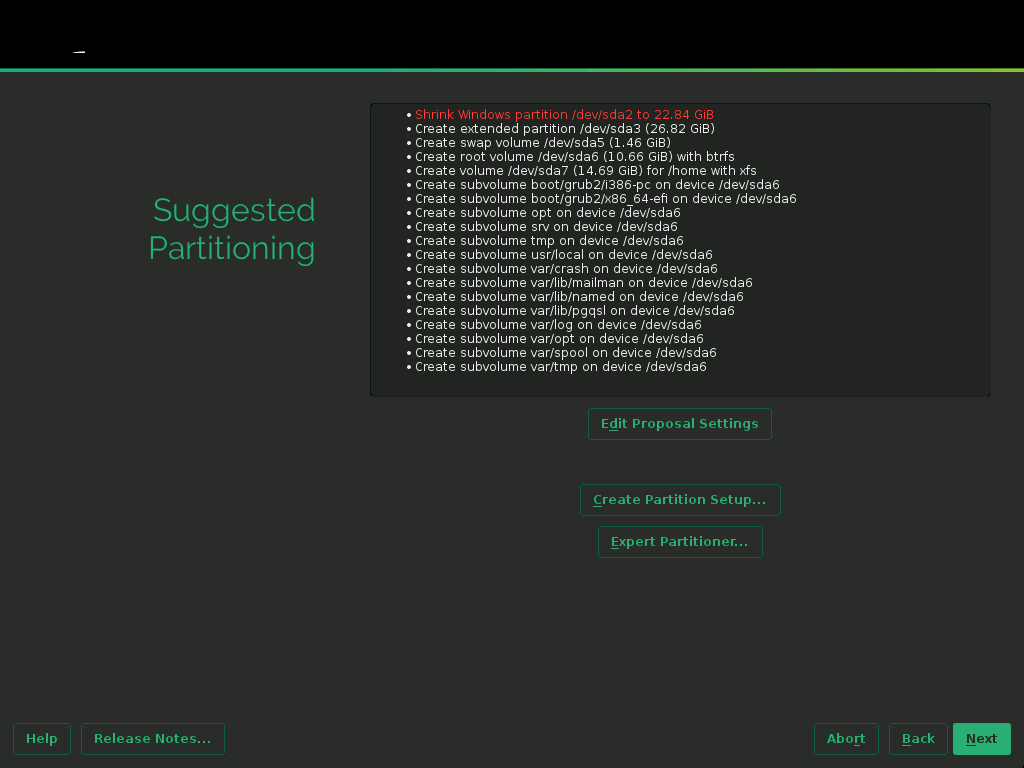 Suggested
Partitioning
• Shrink Windows partition /dev/sda2 to 22.84 GiB
• Create extended partition /dev/sda3 (26.82 GiB)
• Create swap volume /dev/sda5 (1.46 GiB)
• Create root volume /dev/sda6 (10.66 GiB) with btrfs
• Create volume /dev/sda7 (14.69 GiB) for /home with xfs
• Create subvolume boot/grub2/i386-pc on device /dev/sda6
• Create subvolume boot/grub2/x86_64-efi on device /dev/sda6
• Create subvolume opt on device /dev/sda6
• Create subvolume srv on device /dev/sda6
• Create subvolume tmp on device /dev/sda6
• Create subvolume usr/local on device /dev/sda6
• Create subvolume var/crash on device /dev/sda6
• Create subvolume var/lib/mailman on device /dev/sda6
• Create subvolume var/lib/named on device /dev/sda6
• Create subvolume var/lib/pgqsl on device /dev/sda6
• Create subvolume var/log on device /dev/sda6
• Create subvolume var/opt on device /dev/sda6
• Create subvolume var/spool on device /dev/sda6
• Create subvolume var/tmp on device /dev/sda6
Edit Proposal Settings
Create Partition Setup...
Expert Partitioner...
Help
Release Notes...
Abort
Back
Next